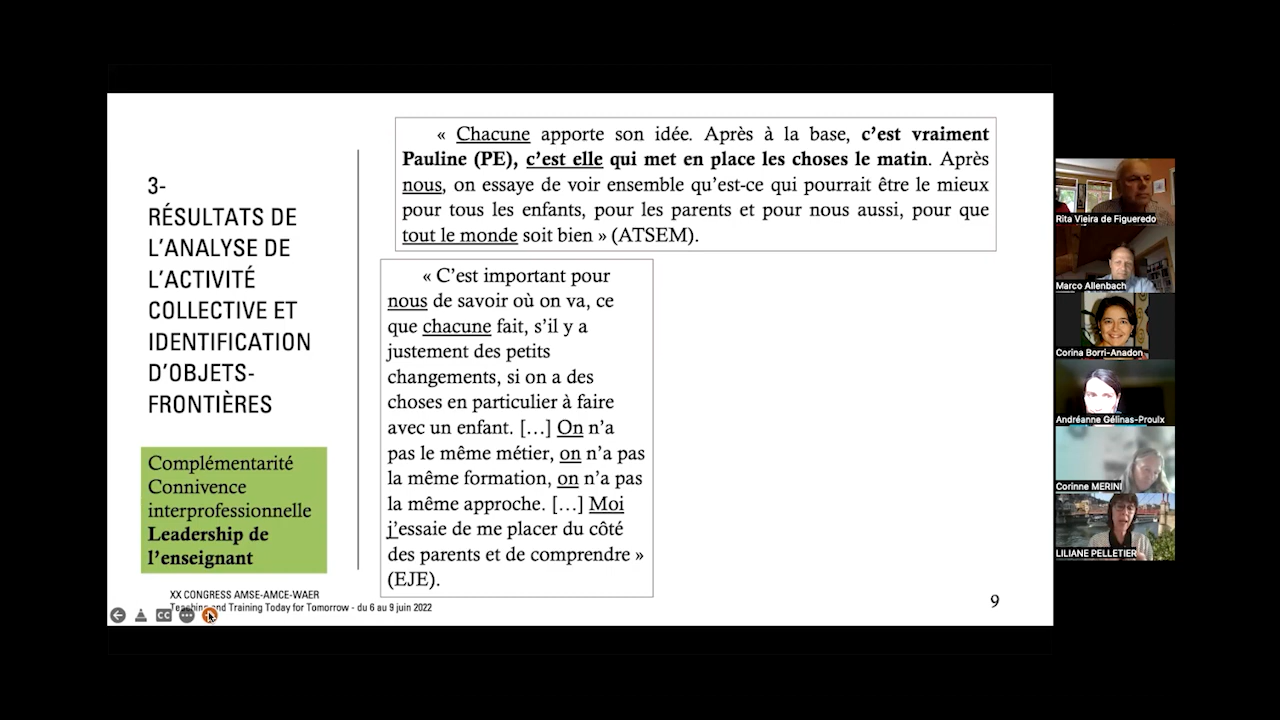 3-
RÉSULTATS DE
L'ANALYSE DE
L'ACTIVITÉ
COLLECTIVE ET
IDENTIFICATION
D'OBJETS-
FRONTIÈRES
Complémentarité
Connivence
interprofessionnelle
Leadership de
l'enseignant
« Chacune apporte son idée. Après à la base, c'est vraiment
Pauline (PE), c'est elle qui met en place les choses le matin. Après
nous, on essaye de voir ensemble qu'est-ce qui pourrait être le mieux
pour tous les enfants, pour les parents et pour nous aussi, pour que
tout le monde soit bien » (ATSEM).
« C'est important pour
nous de savoir où on va, ce
que chacune fait, s'il y a
justement des petits
changements, si on a des
choses en particulier à faire
avec un enfant. […] On n'a
pas le même métier, on n'a pas
la même formation, on n'a pas
la même approche. […] Moi
j'essaie de me placer du côté
des parents et de comprendre »
(EJE).
XX CONGRESS AMSE-AMCE-WAER
Teaching and Training Today for Tomorrow - du 6 au 9 juin 2022
CC
9
Rita Vieira de Figueredo
Marco Allenbach
Corina Borri-Anadon
Andréanne Gélinas-Proulx
Corinne MERINI
LILIANE PELLETIER